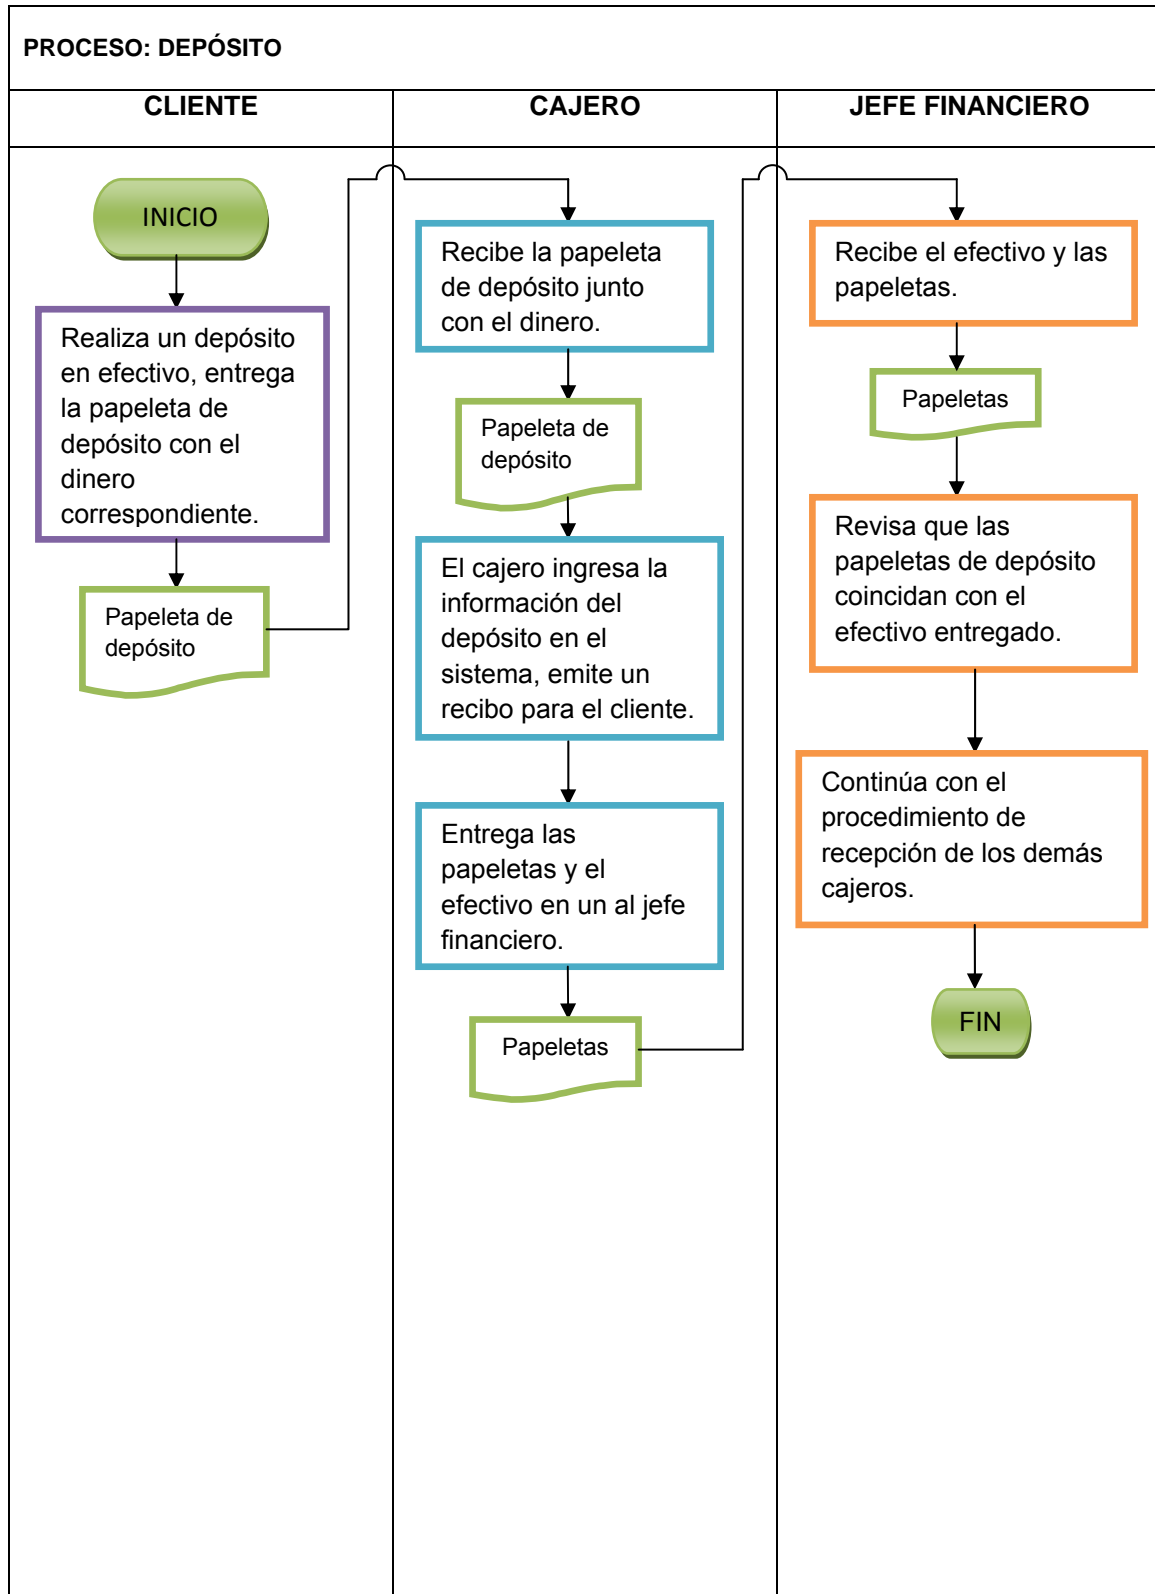 PROCESO: DEPÓSITO
CLIENTE
CAJERO
JEFE FINANCIERO
INICIO
Realiza un depósito
en efectivo, entrega
la papeleta de
depósito con el
dinero
correspondiente.
Papeleta de
depósito
Recibe la papeleta
de depósito junto
con el dinero.
Papeleta de
depósito
El cajero ingresa la
información del
depósito en el
sistema, emite un
recibo para el cliente.
Entrega las
papeletas y el
efectivo en un al jefe
financiero.
Papeletas
Recibe el efectivo y las
papeletas.
Papeletas
Revisa que las
papeletas de depósito
coincidan con el
efectivo entregado.
Continúa con el
procedimiento de
recepción de los demás
cajeros.
FIN